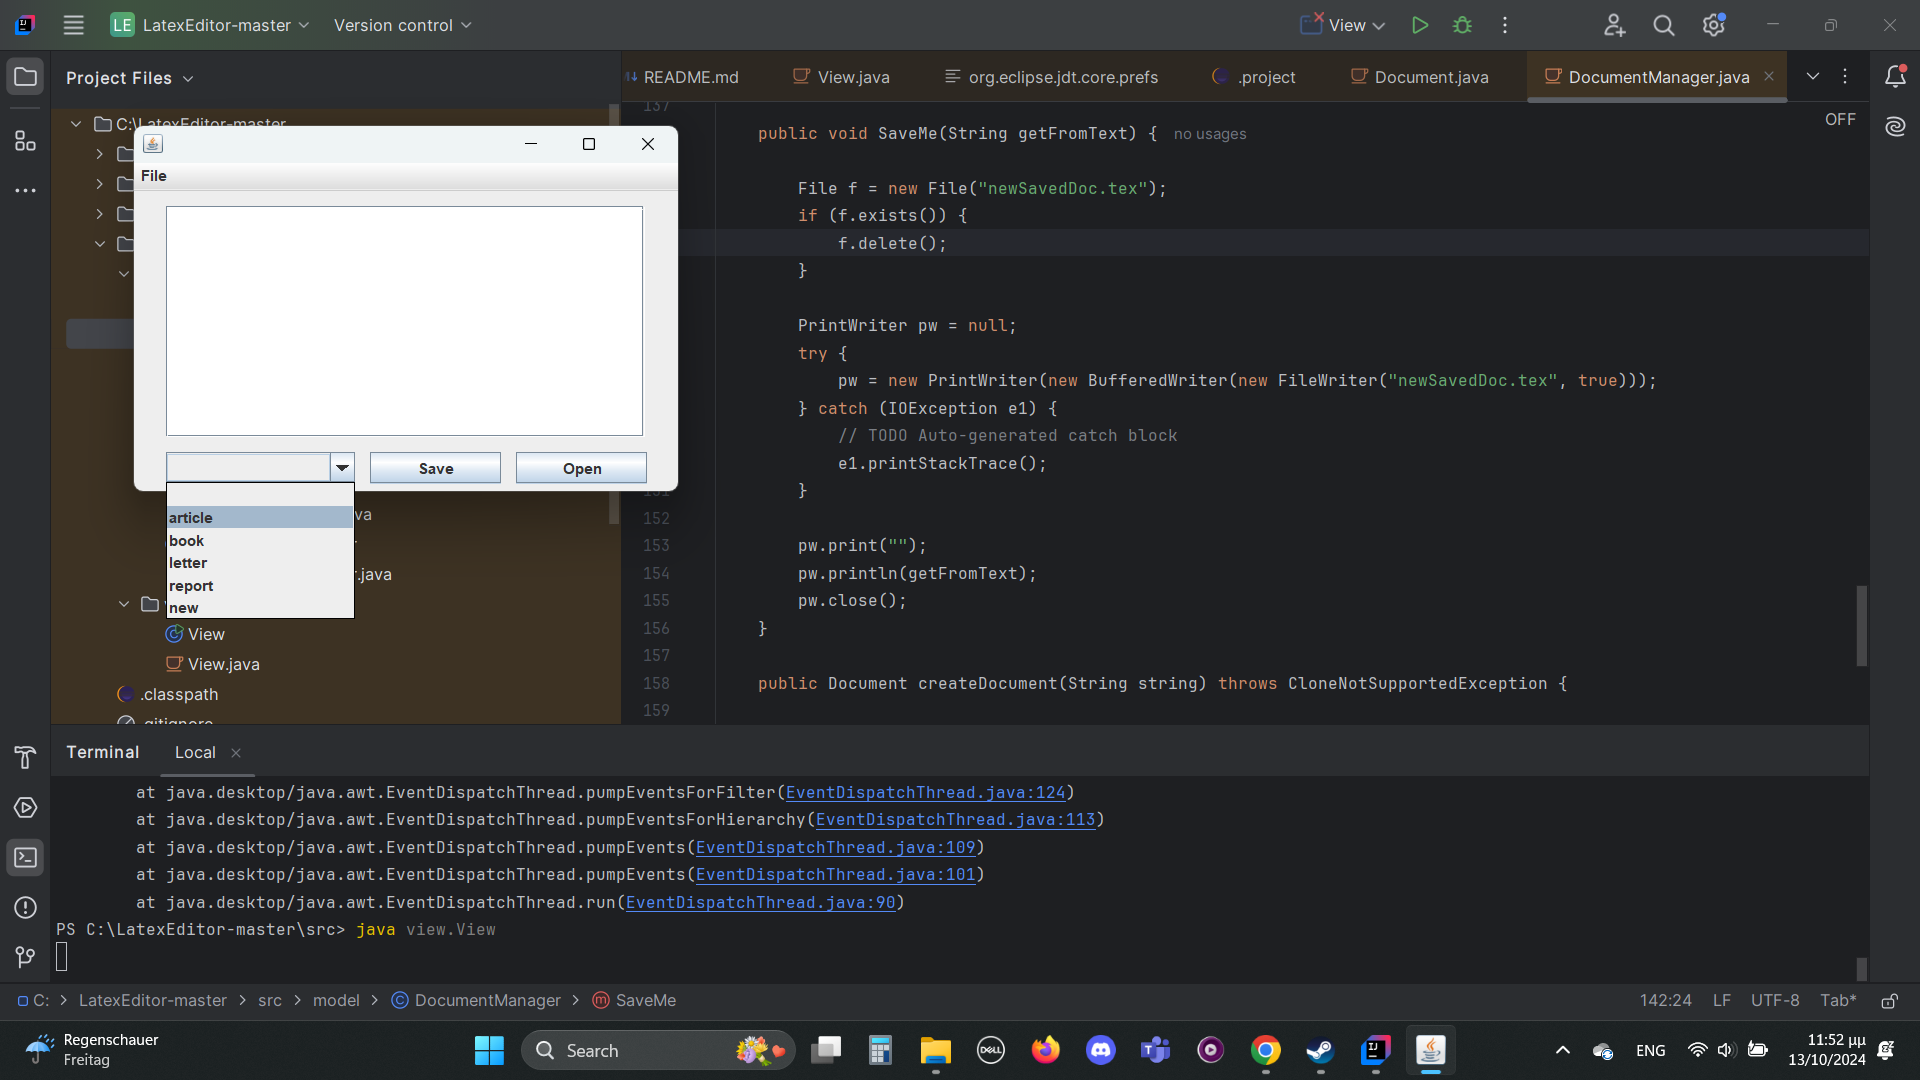 LE LatexEditor-master Version control View
Project Files
README.md View.java org.eclipse.jdt.core.prefs .project Document.java DocumentManager.java
OFF
C:\LatexEditor-master
File
Save Open
article
book
letter
report
new
va
.java
View
View.java
.classpath
.gitignore
137
public void SaveMe(String getFromText) { no usages
File f = new File("newSavedDoc.tex");
if (f.exists()) {
f.delete();
}
PrintWriter pw = null;
try {
pw = new PrintWriter(new BufferedWriter(new FileWriter("newSavedDoc.tex", true)));
} catch (IOException e1) {
// TODO Auto-generated catch block
e1.printStackTrace();
151 }
152
153 pw.print("");
154 pw.println(getFromText);
155 pw.close();
156 }
157
158 public Document createDocument(String string) throws CloneNotSupportedException {
159
Terminal Local
at java.desktop/java.awt.EventDispatchThread.pumpEventsForFilter(EventDispatchThread.java:124)
at java.desktop/java.awt.EventDispatchThread.pumpEventsForHierarchy(EventDispatchThread.java:113)
at java.desktop/java.awt.EventDispatchThread.pumpEvents(EventDispatchThread.java:109)
at java.desktop/java.awt.EventDispatchThread.pumpEvents(EventDispatchThread.java:101)
at java.desktop/java.awt.EventDispatchThread.run(EventDispatchThread.java:90)
PS C:\LatexEditor-master\src> java view.View
C: > LatexEditor-master > src > model > DocumentManager > SaveMe
142:24 LF UTF-8 Tab*
Regenschauer
Freitag
Search
DELL
ENG
11:52 μμ
13/10/2024